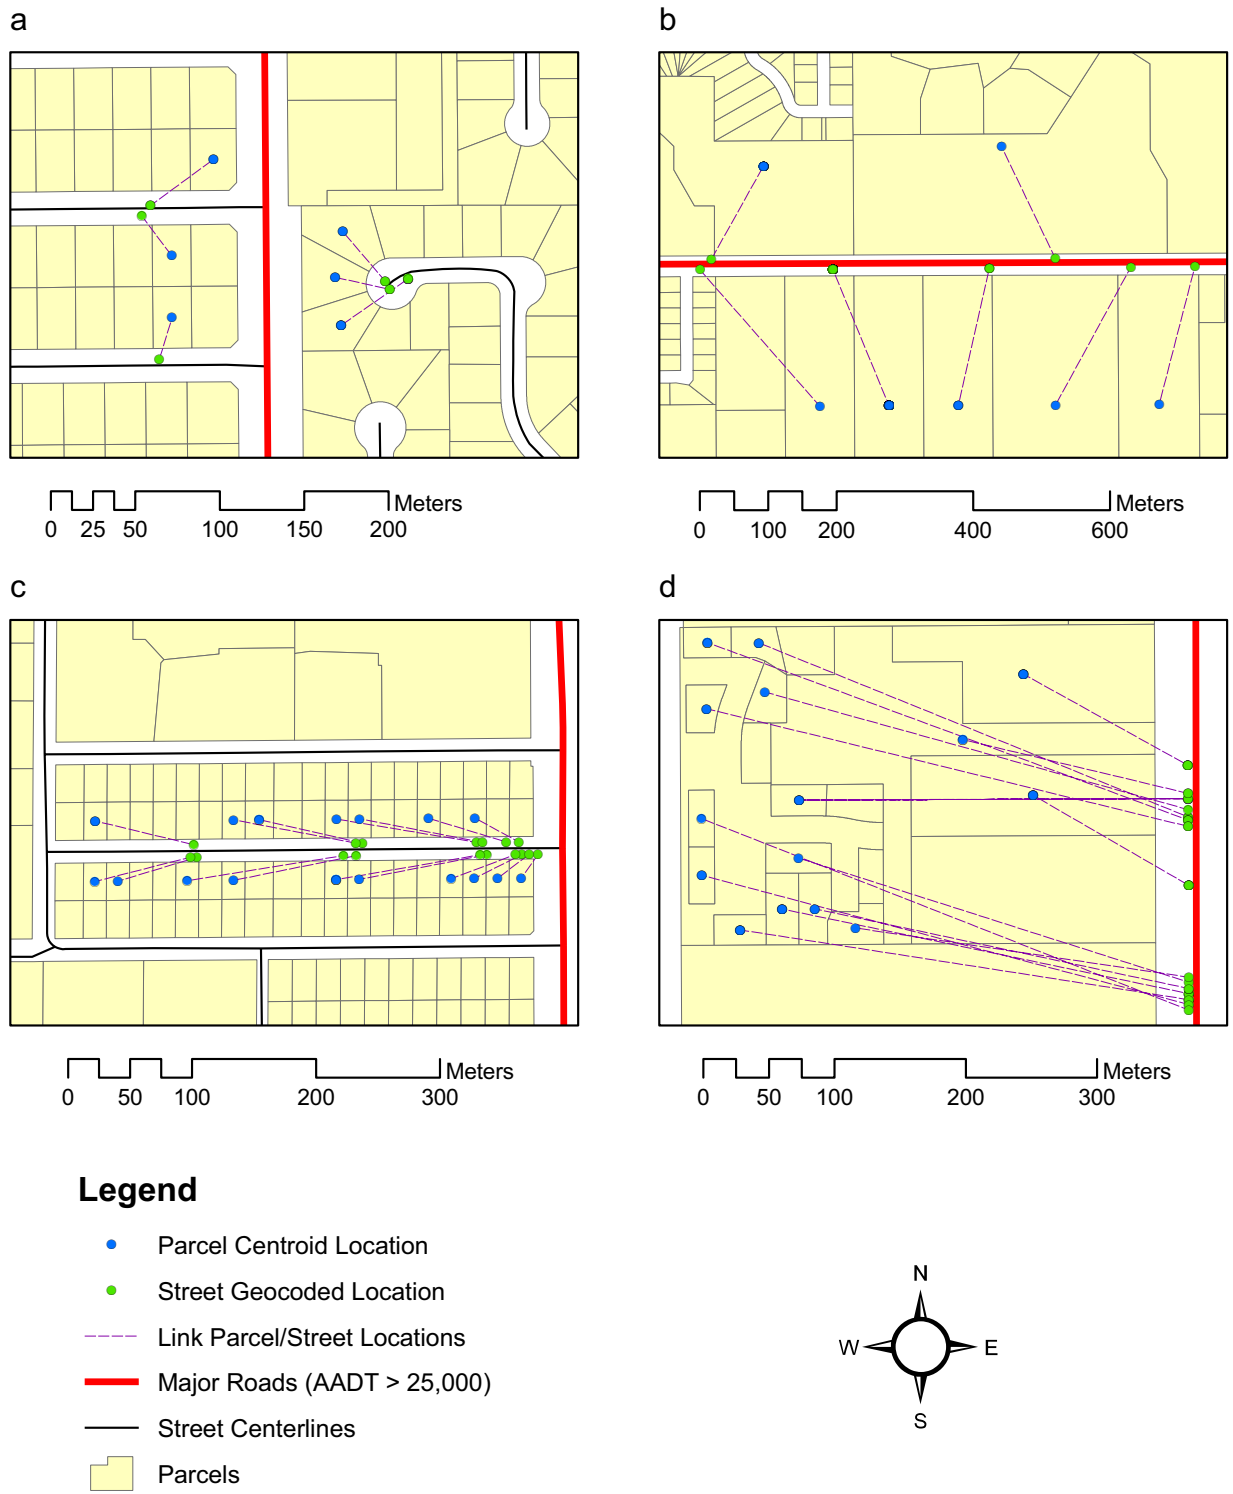 a
b
Meters
0 25 50 100 150 200
Meters
0 100 200 400 600
c
d
Meters
0 50 100 200 300
Meters
0 50 100 200 300
Legend
Parcel Centroid Location
Street Geocoded Location
Link Parcel/Street Locations
Major Roads (AADT > 25,000)
Street Centerlines
Parcels
N
W E
S